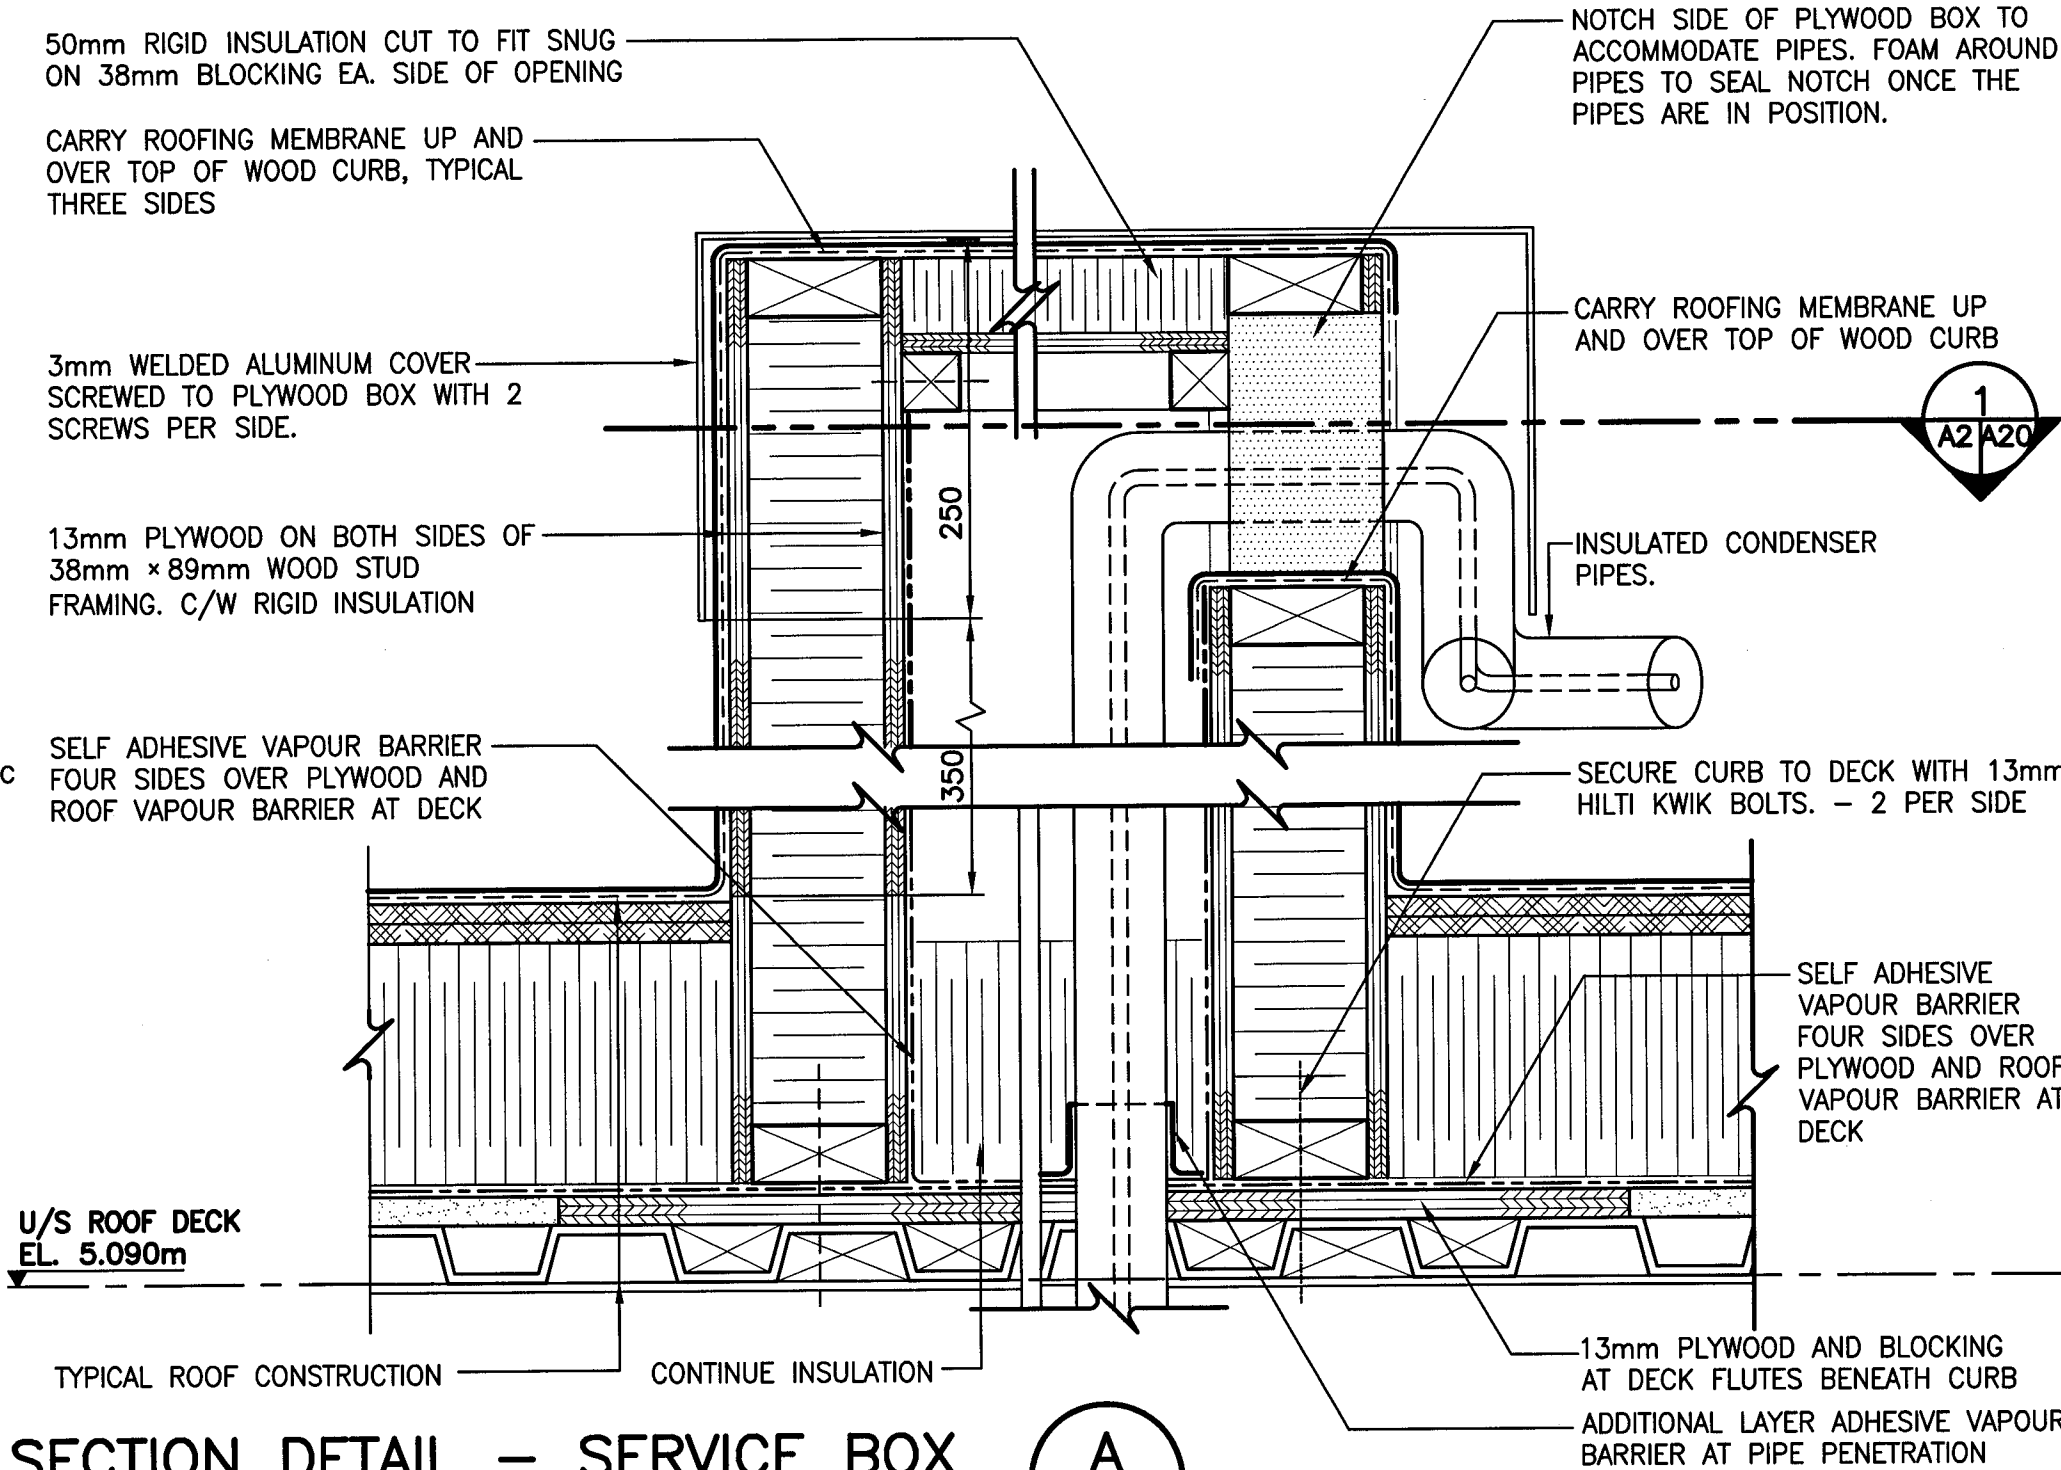 50mm RIGID INSULATION CUT TO FIT SNUG
ON 38mm BLOCKING EA. SIDE OF OPENING
CARRY ROOFING MEMBRANE UP AND
OVER TOP OF WOOD CURB, TYPICAL
THREE SIDES
3mm WELDED ALUMINUM COVER
SCREWED TO PLYWOOD BOX WITH 2
SCREWS PER SIDE.
13mm PLYWOOD ON BOTH SIDES OF
38mm × 89mm WOOD STUD
FRAMING. C/W RIGID INSULATION
C
SELF ADHESIVE VAPOUR BARRIER
FOUR SIDES OVER PLYWOOD AND
ROOF VAPOUR BARRIER AT DECK
U/S ROOF DECK
EL. 5.090m
TYPICAL ROOF CONSTRUCTION
CONTINUE INSULATION
250
350
NOTCH SIDE OF PLYWOOD BOX TO
ACCOMMODATE PIPES. FOAM AROUND
PIPES TO SEAL NOTCH ONCE THE
PIPES ARE IN POSITION.
CARRY ROOFING MEMBRANE UP
AND OVER TOP OF WOOD CURB
1
A2 A20
INSULATED CONDENSER
PIPES.
SECURE CURB TO DECK WITH 13mm
HILTI KWIK BOLTS. – 2 PER SIDE
SELF ADHESIVE
VAPOUR BARRIER
FOUR SIDES OVER
PLYWOOD AND ROOF
VAPOUR BARRIER AT
DECK
13mm PLYWOOD AND BLOCKING
AT DECK FLUTES BENEATH CURB
ADDITIONAL LAYER ADHESIVE VAPOUR
BARRIER AT PIPE PENETRATION
SECTION DETAIL – SERVICE BOX
A